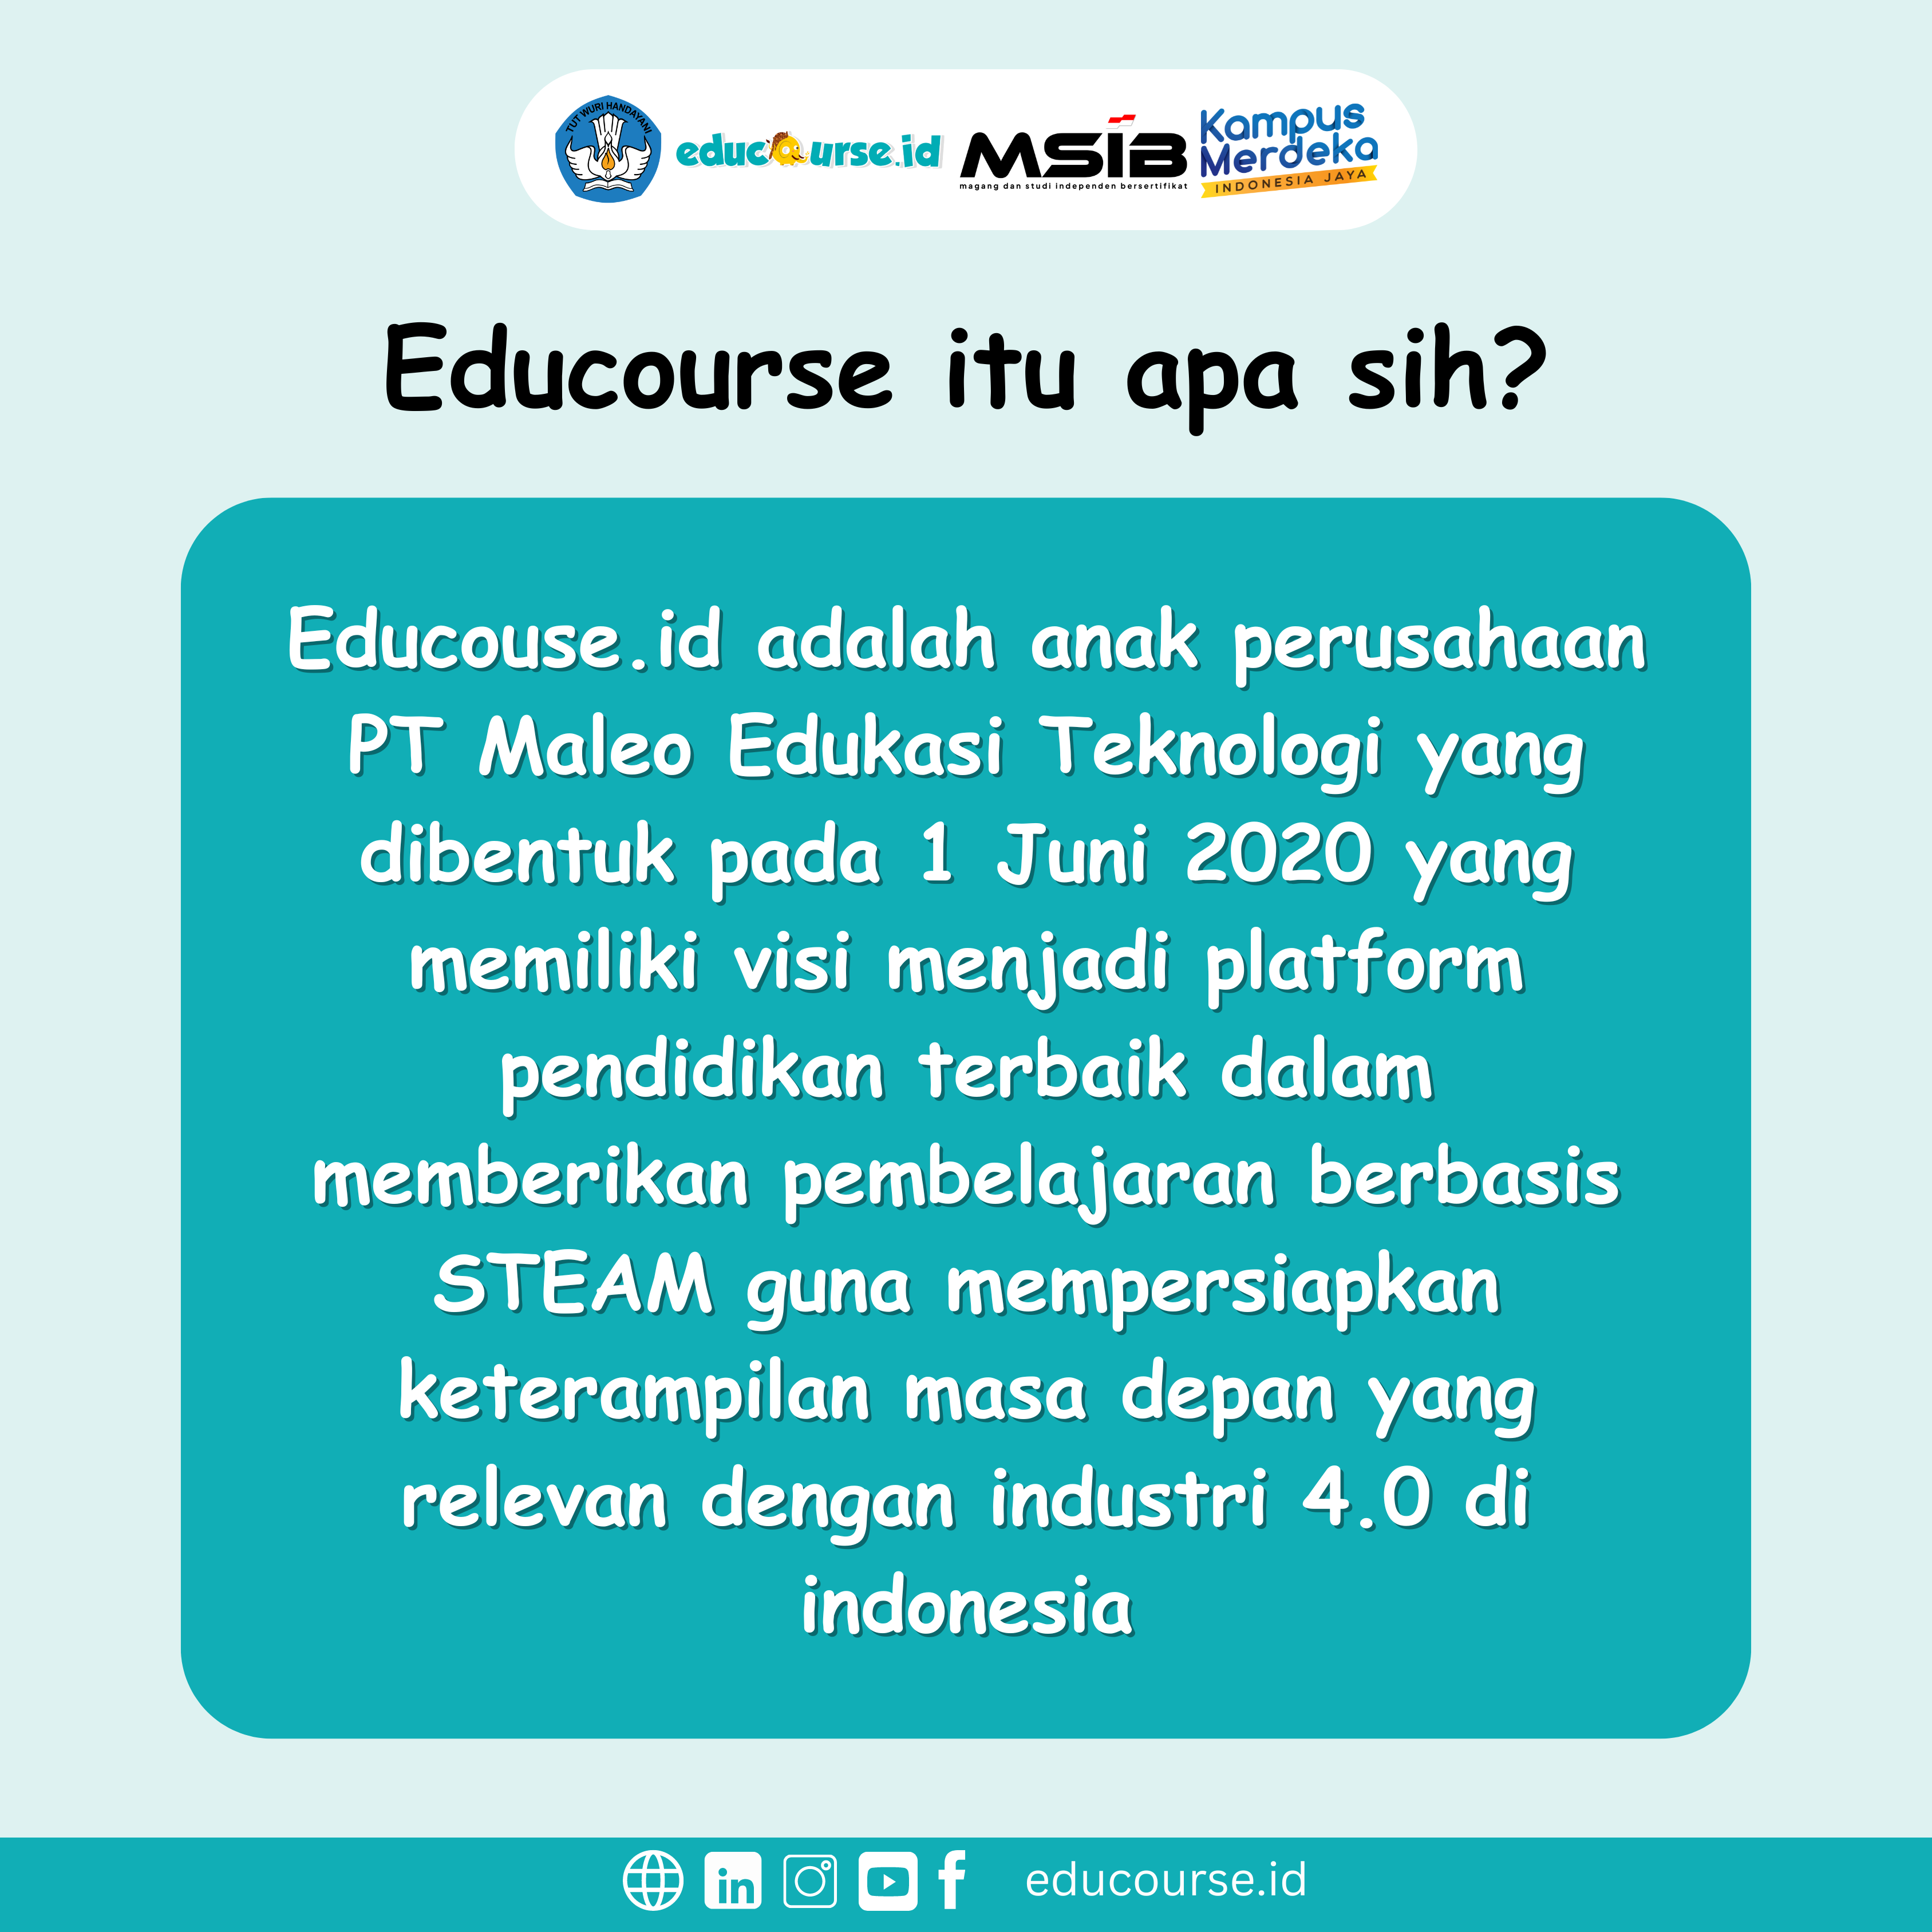 TUT WURI HANDAYANI
educourse.id
MSIB
magang dan studi independen bersertifikat
Kampus
Merdeka
INDONESIA JAYA
Educourse itu apa sih?
Educouse.id adalah anak perusahaan
PT Maleo Edukasi Teknologi yang
dibentuk pada 1 Juni 2020 yang
memiliki visi menjadi platform
pendidikan terbaik dalam
memberikan pembelajaran berbasis
STEAM guna mempersiapkan
keterampilan masa depan yang
relevan dengan industri 4.0 di
indonesia
educourse.id